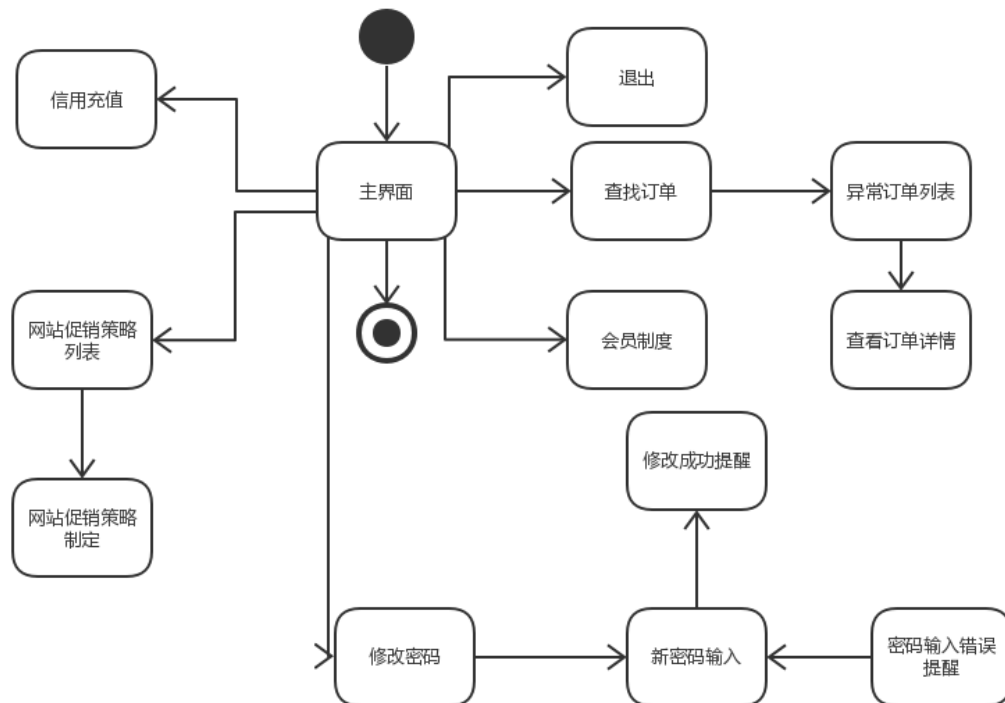 退出
信用充值
主界面
查找订单
异常订单列表
网站促销策略
列表
会员制度
查看订单详情
修改成功提醒
网站促销策略
制定
修改密码
新密码输入
密码输入错误
提醒